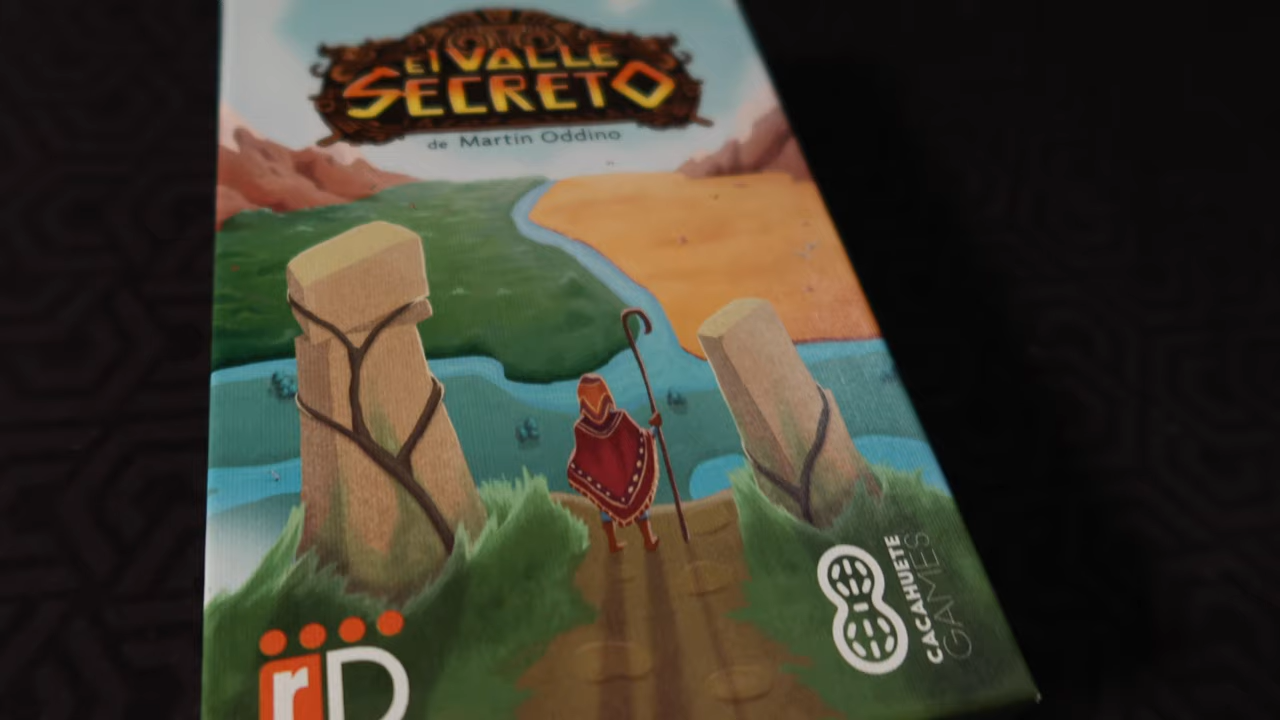 El VALLE
SECRETO
de Martin Oddino
CACAHUETE
GAMES
rD